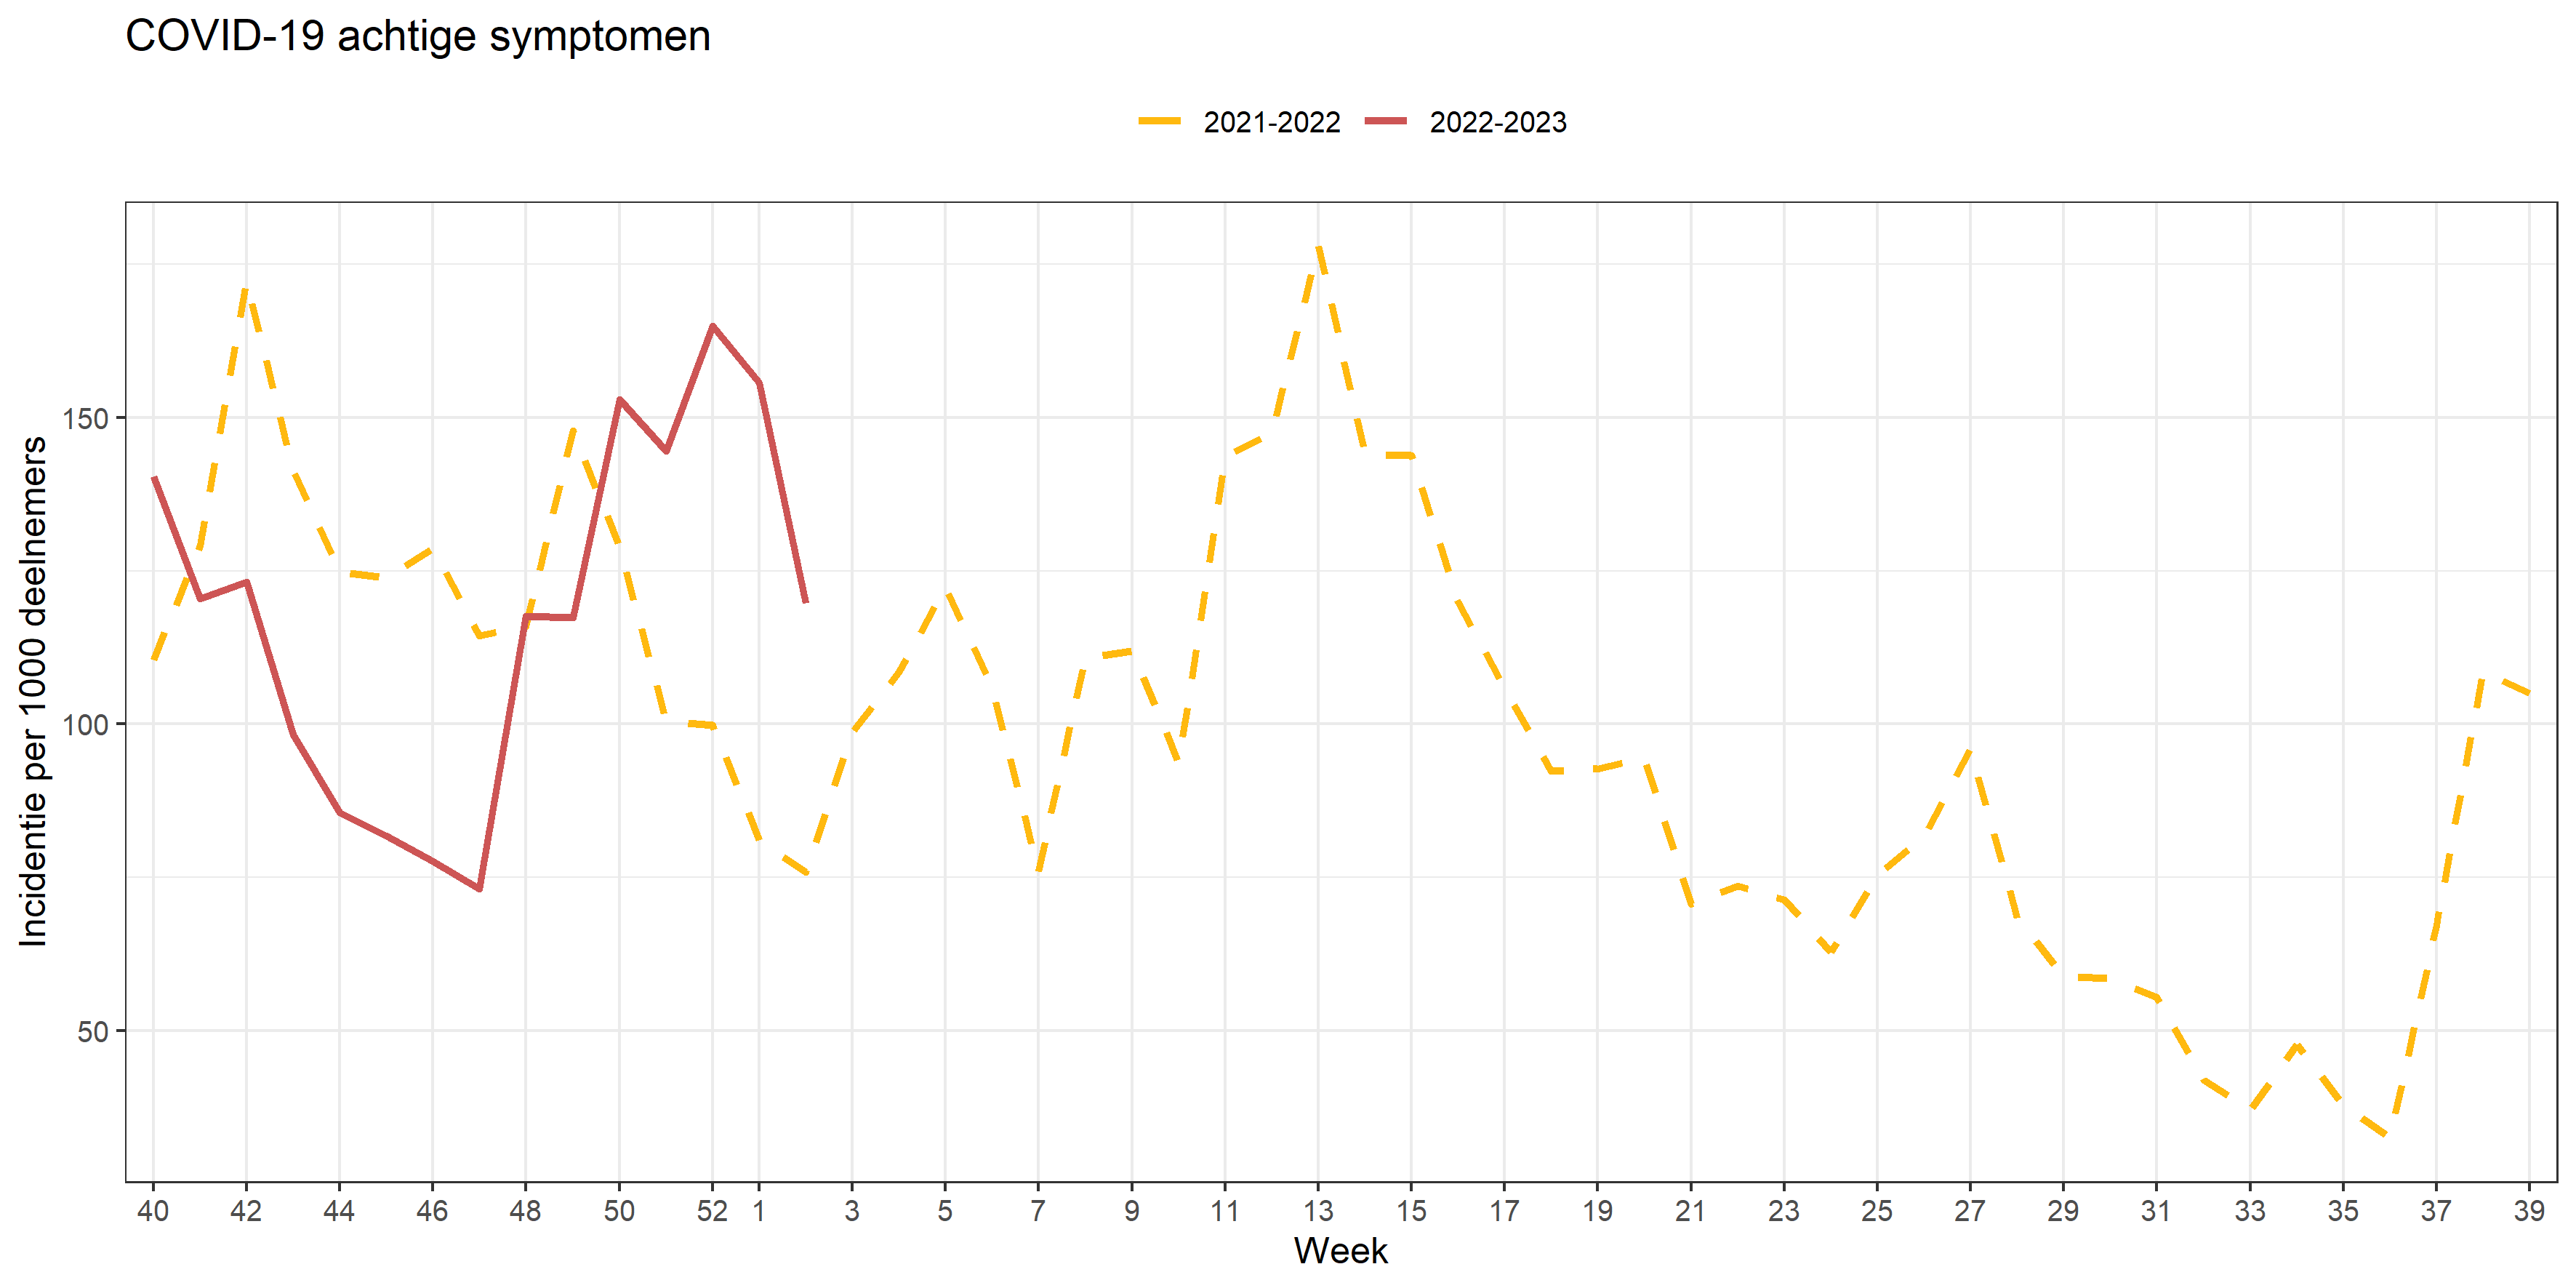 COVID-19 achtige symptomen
2021-2022 2022-2023
Incidentie per 1000 deelnemers
150
100
50
40 42 44 46 48 50 52 1 3 5 7 9 11 13 15 17 19 21 23 25 27 29 31 33 35 37 39
Week